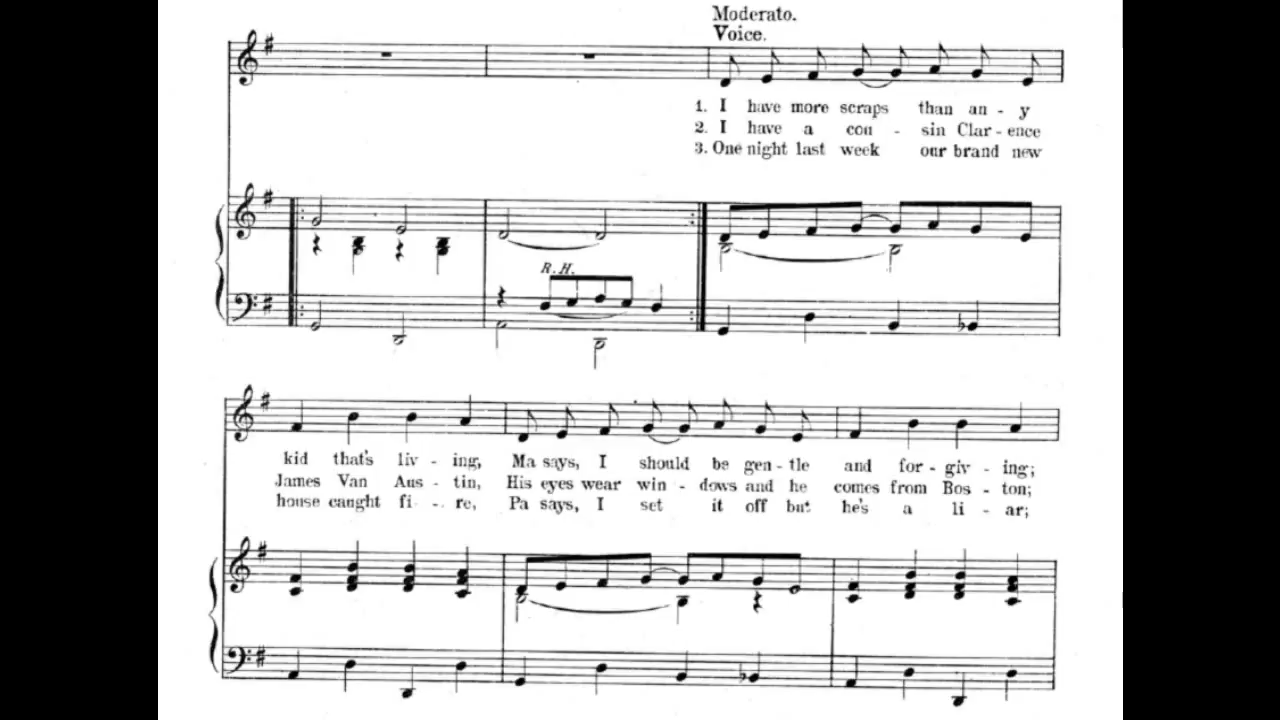 Moderato.
Voice.
1. I have more scraps than an - y
2. I have a cou - sin Clar - ence
3. One night last week our brand new
R.H.
kid that's liv - ing, Ma says, I should be gen - tle and for - giv - ing;
James Van Aus - tin, His eyes wear win - dows and he comes from Bos - ton;
house caught fi - re, Pa says, I set it off but he's a li - ar;